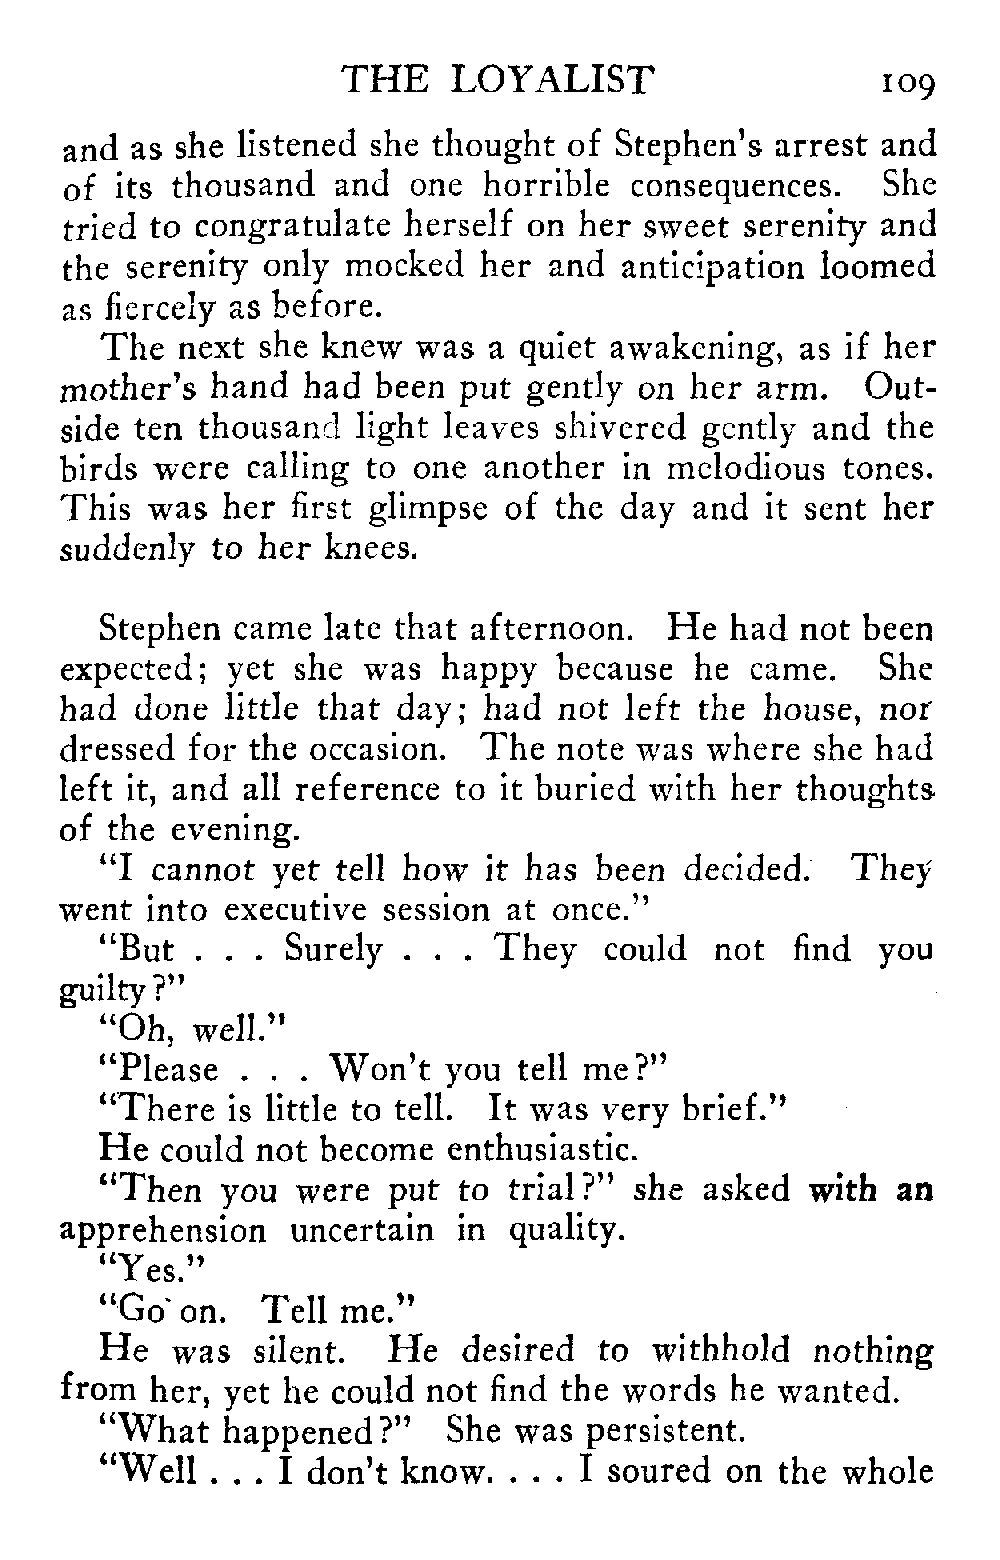 THE LOYALIST 109
and as she listened she thought of Stephen's arrest and
of its thousand and one horrible consequences. She
tried to congratulate herself on her sweet serenity and
the serenity only mocked her and anticipation loomed
as fiercely as before.
The next she knew was a quiet awakening, as if her
mother's hand had been put gently on her arm. Out-
side ten thousand light leaves shivered gently and the
birds were calling to one another in melodious tones.
This was her first glimpse of the day and it sent her
suddenly to her knees.
Stephen came late that afternoon. He had not been
expected; yet she was happy because he came. She
had done little that day; had not left the house, nor
dressed for the occasion. The note was where she had
left it, and all reference to it buried with her thoughts
of the evening.
"I cannot yet tell how it has been decided. They
went into executive session at once."
"But . . . Surely . . . They could not find you
guilty?"
"Oh, well."
"Please . . . Won't you tell me?"
"There is little to tell. It was very brief."
He could not become enthusiastic.
"Then you were put to trial?" she asked with an
apprehension uncertain in quality.
"Yes."
"Go on. Tell me."
He was silent. He desired to withhold nothing
from her, yet he could not find the words he wanted.
"What happened?" She was persistent.
"Well . . . I don't know. . . . I soured on the whole